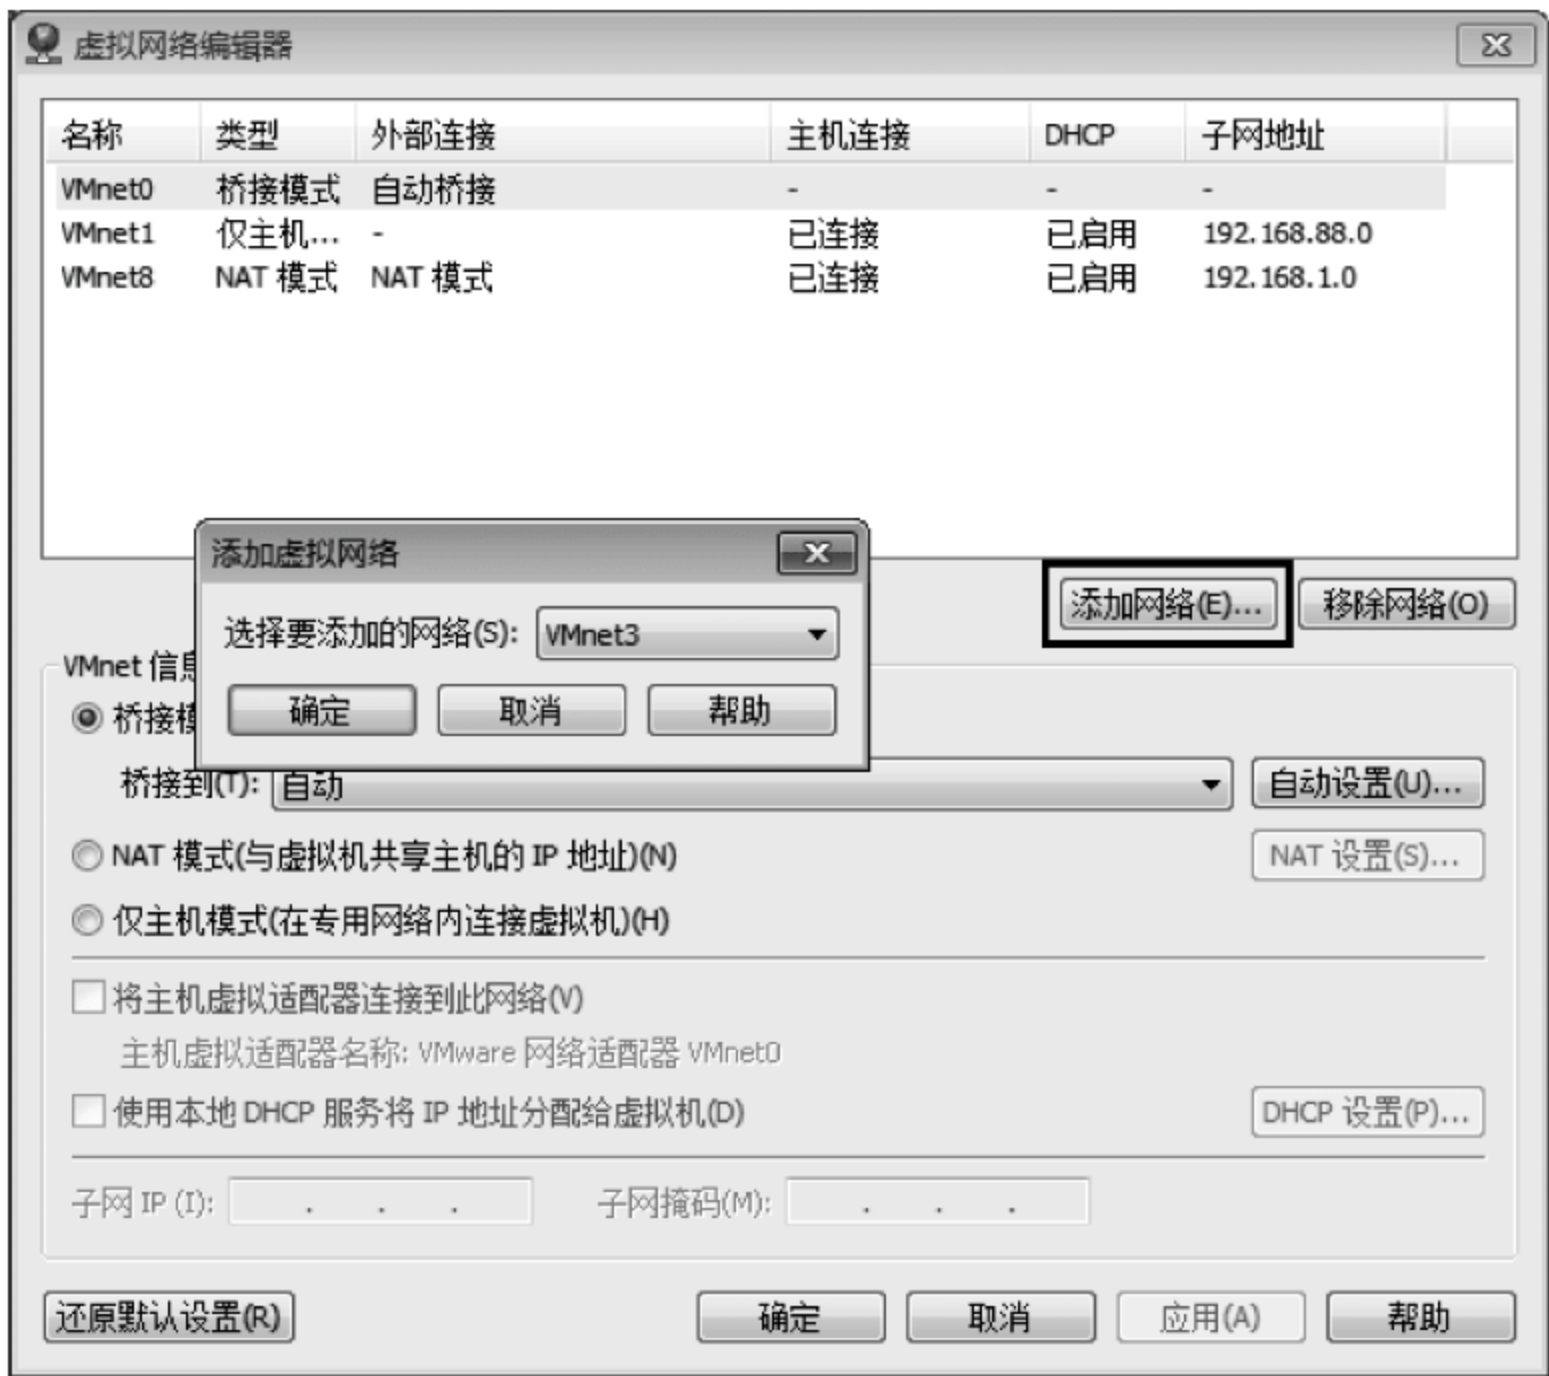 虚拟网络编辑器
名称 类型 外部连接 主机连接 DHCP 子网地址
VMnet0 桥接模式 自动桥接 - - -
VMnet1 仅主机... - 已连接 已启用 192.168.88.0
VMnet8 NAT 模式 NAT 模式 已连接 已启用 192.168.1.0
添加虚拟网络
添加网络(E)... 移除网络(O)
选择要添加的网络(S): VMnet3
VMnet 信息
确定 取消 帮助
桥接模
桥接到(T): 自动 自动设置(U)...
NAT 模式(与虚拟机共享主机的 IP 地址)(N) NAT 设置(S)...
仅主机模式(在专用网络内连接虚拟机)(H)
将主机虚拟适配器连接到此网络(V)
主机虚拟适配器名称: VMware 网络适配器 VMnet0
使用本地 DHCP 服务将 IP 地址分配给虚拟机(D) DHCP 设置(P)...
子网 IP (I): . . . 子网掩码(M): . . .
还原默认设置(R) 确定 取消 应用(A) 帮助